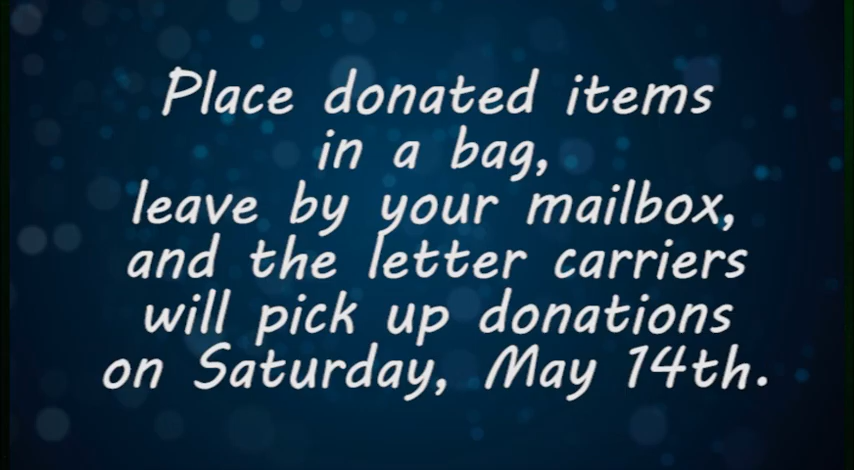 Place donated items
in a bag,
leave by your mailbox,
and the letter carriers
will pick up donations
on Saturday, May 14th.